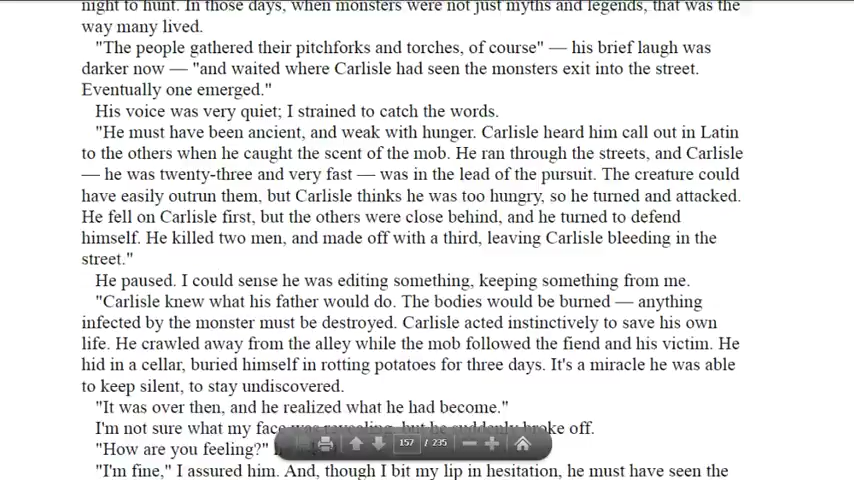 night to hunt. In those days, when monsters were not just myths and legends, that was the
way many lived.
"The people gathered their pitchforks and torches, of course" — his brief laugh was
darker now — "and waited where Carlisle had seen the monsters exit into the street.
Eventually one emerged."
His voice was very quiet; I strained to catch the words.
"He must have been ancient, and weak with hunger. Carlisle heard him call out in Latin
to the others when he caught the scent of the mob. He ran through the streets, and Carlisle
— he was twenty-three and very fast — was in the lead of the pursuit. The creature could
have easily outrun them, but Carlisle thinks he was too hungry, so he turned and attacked.
He fell on Carlisle first, but the others were close behind, and he turned to defend
himself. He killed two men, and made off with a third, leaving Carlisle bleeding in the
street."
He paused. I could sense he was editing something, keeping something from me.
"Carlisle knew what his father would do. The bodies would be burned — anything
infected by the monster must be destroyed. Carlisle acted instinctively to save his own
life. He crawled away from the alley while the mob followed the fiend and his victim. He
hid in a cellar, buried himself in rotting potatoes for three days. It's a miracle he was able
to keep silent, to stay undiscovered.
"It was over then, and he realized what he had become."
I'm not sure what my face was revealing, but he suddenly broke off.
"How are you feeling?"
157 / 235
"I'm fine," I assured him. And, though I bit my lip in hesitation, he must have seen the